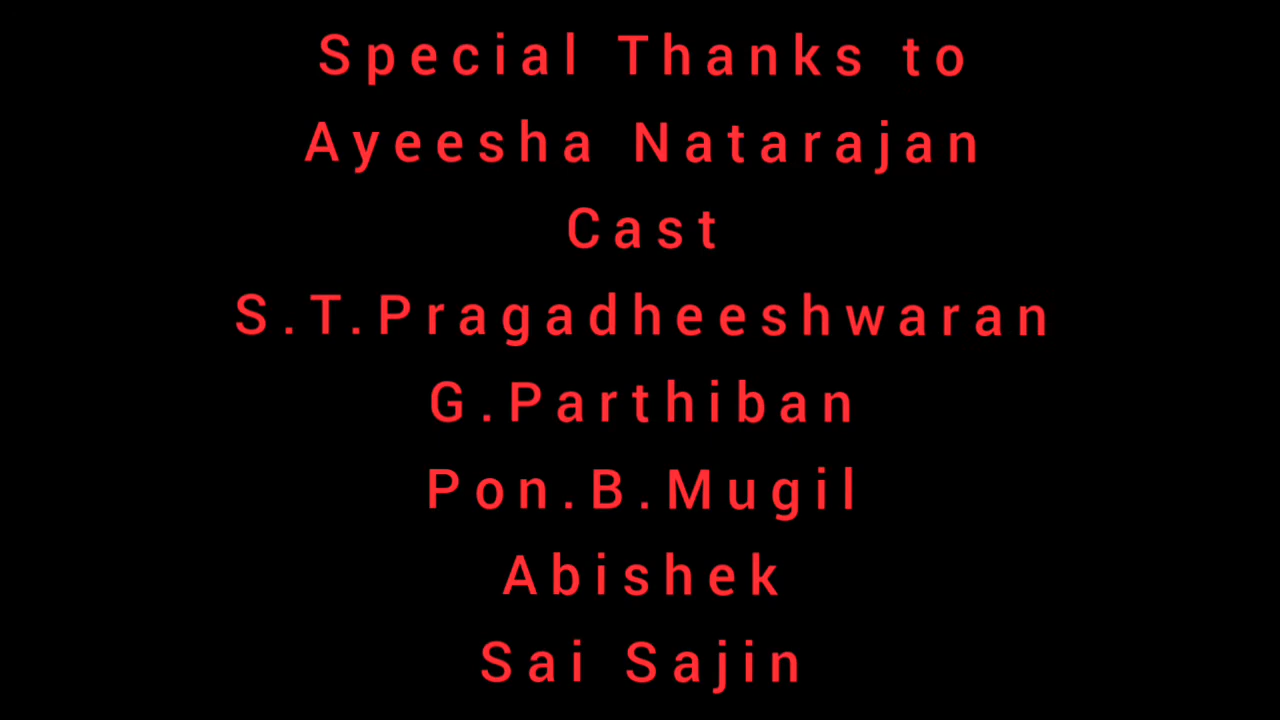 Special Thanks to
Ayeesha Natarajan
Cast
S.T.Pragadheeshwaran
G.Parthiban
Pon.B.Mugil
Abishek
Sai Sajin